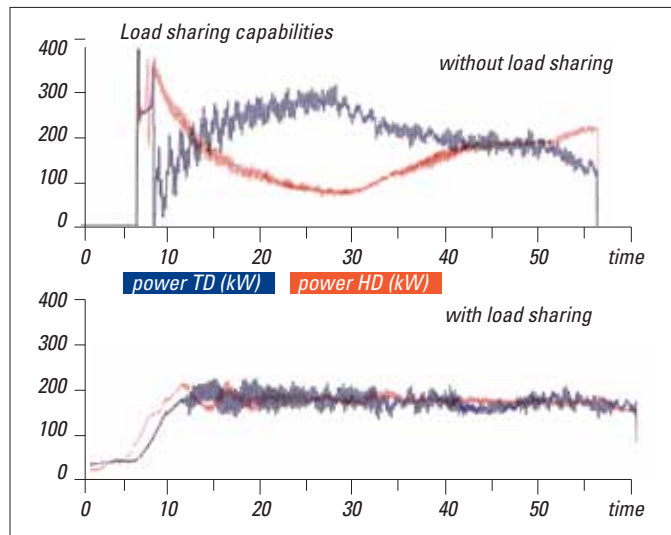 Load sharing capabilities
without load sharing
400
300
200
100
0
0 10 20 30 40 50 time
power TD (kW) power HD (kW)
with load sharing
400
300
200
100
0
0 10 20 30 40 50 time